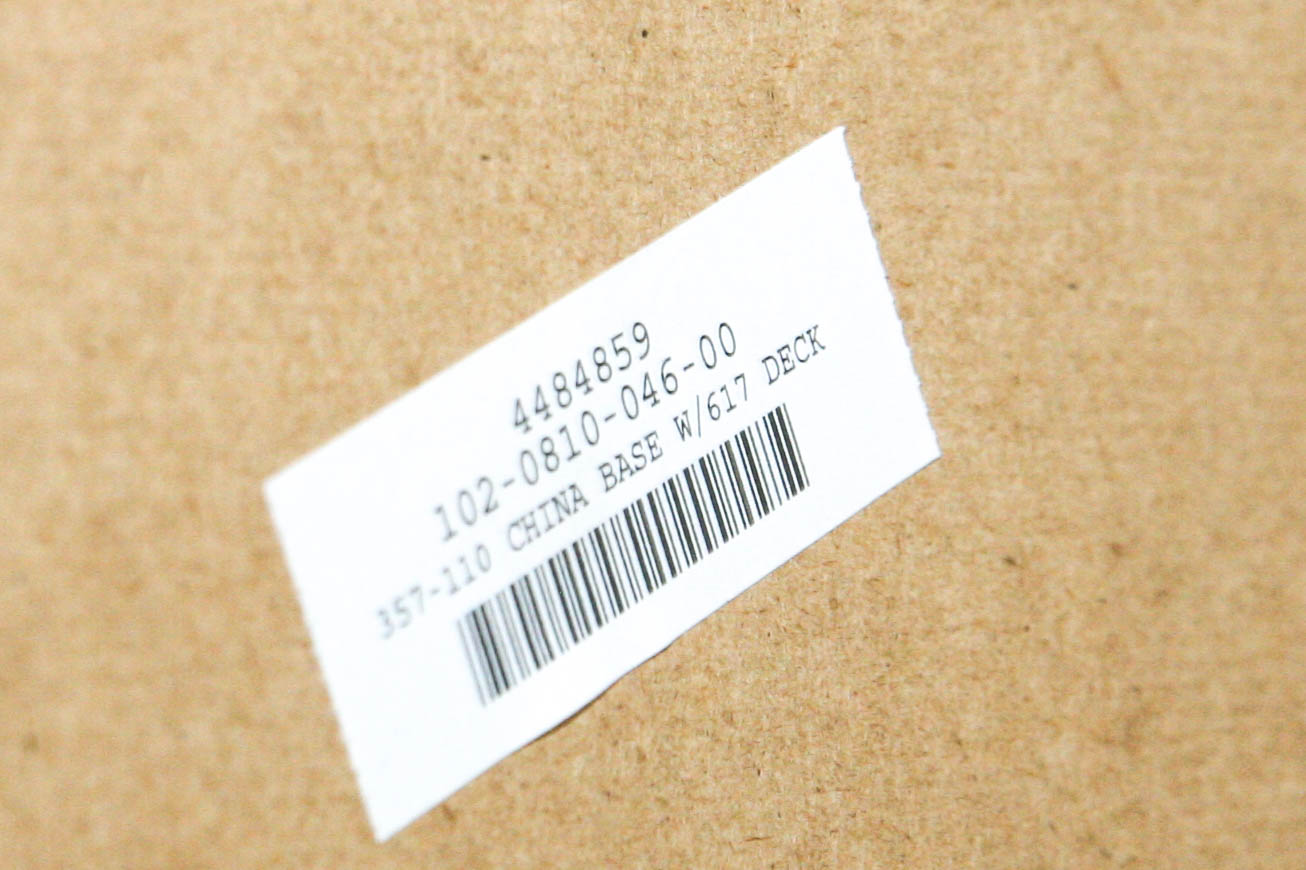 4484859
102-0810-046-00
357-110 CHINA BASE W/617 DECK